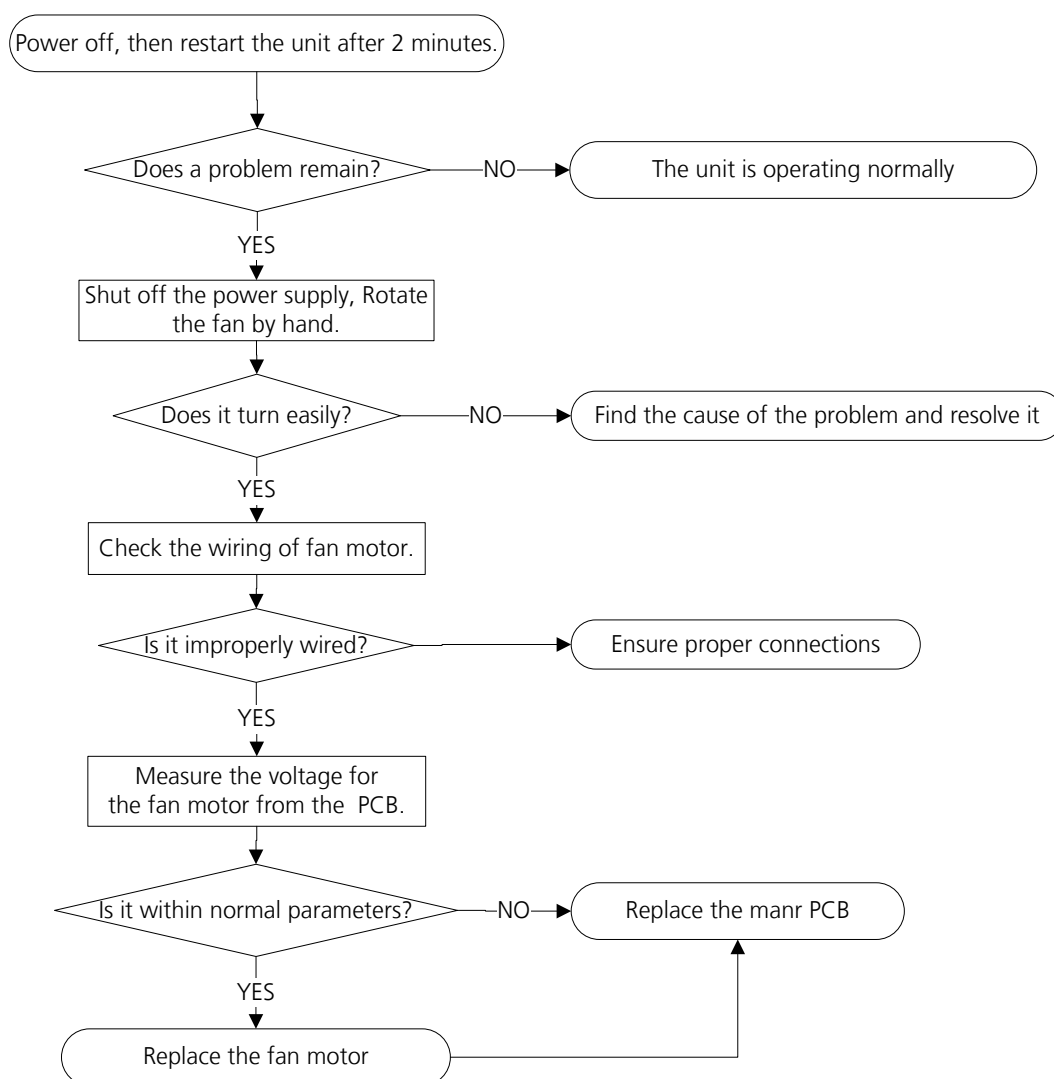 Power off, then restart the unit after 2 minutes.
Does a problem remain?
NO
The unit is operating normally
YES
Shut off the power supply, Rotate
the fan by hand.
Does it turn easily?
NO
Find the cause of the problem and resolve it
YES
Check the wiring of fan motor.
Is it improperly wired?
Ensure proper connections
YES
Measure the voltage for
the fan motor from the PCB.
Is it within normal parameters?
NO
Replace the manr PCB
YES
Replace the fan motor